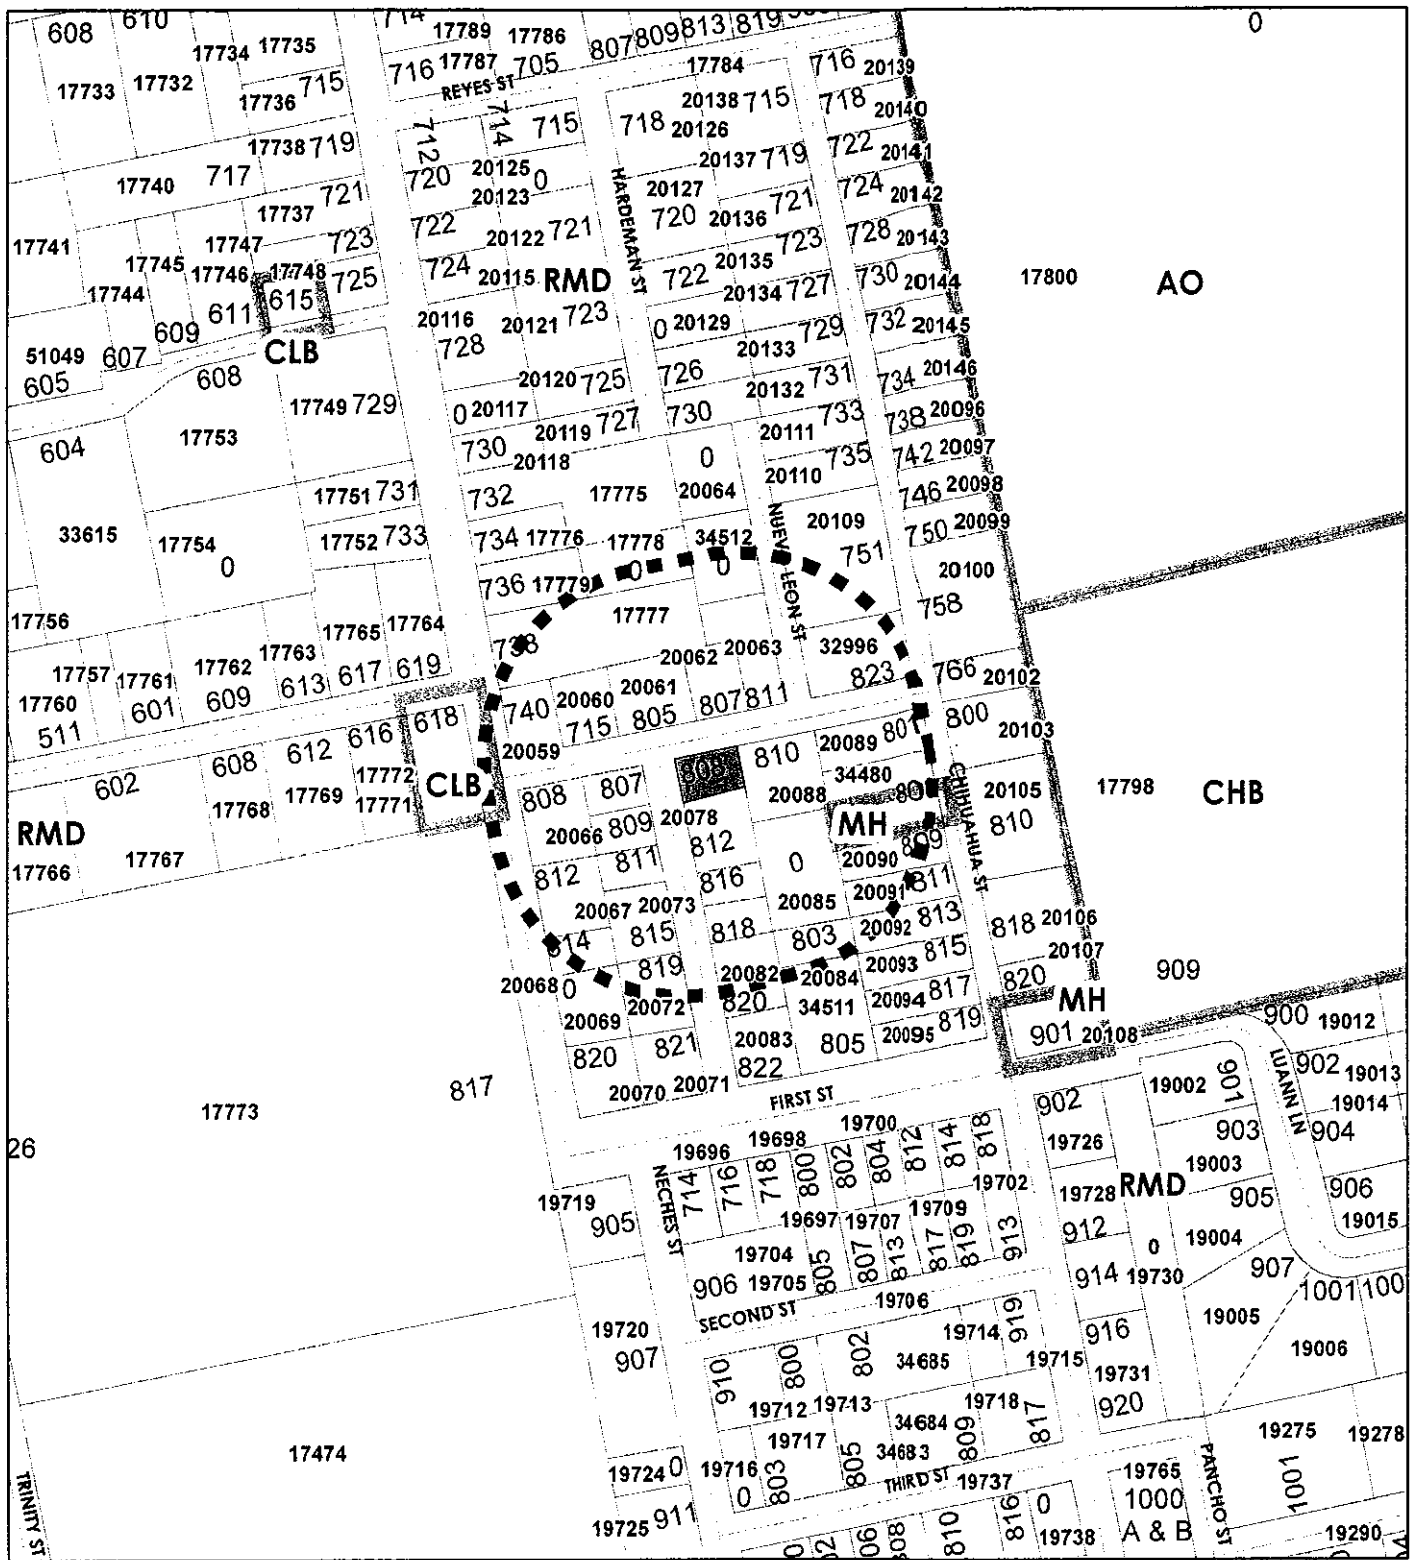 608 610 17734 17735 714 17789 17786 807 809 813 819 0
17733 17732 17736 715 716 17787 705 17784 716 20139
REYES ST
17738 719 712 714 715 718 20138 715 20126 718 20140
17740 717 720 20125 0 20137 719 722 20141
17737 721 20123 HARDEMAN ST 20127 724 20142
17741 17747 723 722 20122 721 720 20136 721 728 20143
17745 17746 17748 725 724 20115 RMD 722 20135 723 730 20144 17800 AO
17744 611 615 20134 727
609 20116 20121 723 0 20129 729 732 20145
51049 607 CLB 728 20133
605 608 20120 725 726 20132 731 734 20146
17749 729 0 20117 727 730 733 738 20096
604 17753 730 20119 20111 742 20097
20118 0 20110 735
17751 731 732 17775 20064 746 20098
33615 17754 17752 733 734 17776 17778 34512 NUEVA LEON ST 20109 750 20099
0 736 17779 0 0 751 20100
17756 17765 17764 17777 758
17757 17762 17763 738 20062 20063 32996
17760 17761 609 613 617 619 20060 20061 807 811 823 766 20102
511 601 740 715 805 800
616 618 20059 20089 801 20103
602 608 612 17772 808 807 808 810 34480
17768 17769 17771 CLB 20088 CHIHUAHUA ST 20105 17798 CHB
RMD 20066 809 20078 MH 810
17766 17767 811 812 0 20090 809
812 816 20091 811
20067 20073 20085 813
814 815 818 803 20092 818 20106
819 20093 815 20107
20068 0 20072 20082 20084 820 909
820 34511 20094 817 MH
20069 821 20083 805 20095 819 901 20108 900 19012
820 822
817 20070 20071 FIRST ST 902 19002 901 LUANN LN 902 19013
17773 19700 19014
26 19696 19698 812 814 818 19726 903 904
714 716 718 800 802 804 19702 19003
NECHES ST
19719 905 19697 19707 19709 19728 RMD 905 906
19704 805 807 813 817 819 913 912 0 19004 19015
906 19705 914 19730 907 1001 100
SECOND ST 19706
19720 802 19714 919 916 19005
907 910 800 34685 19715 19731 19006
19712 19713 19718 920
17474 19717 34684 809 817 19275 19278
19724 0 19716 803 805 34683 PANCHO ST 1001
TRINITY ST 0 THIRD ST 19737 19765
19725 911 816 0 1000
810 19738 A & B 19290